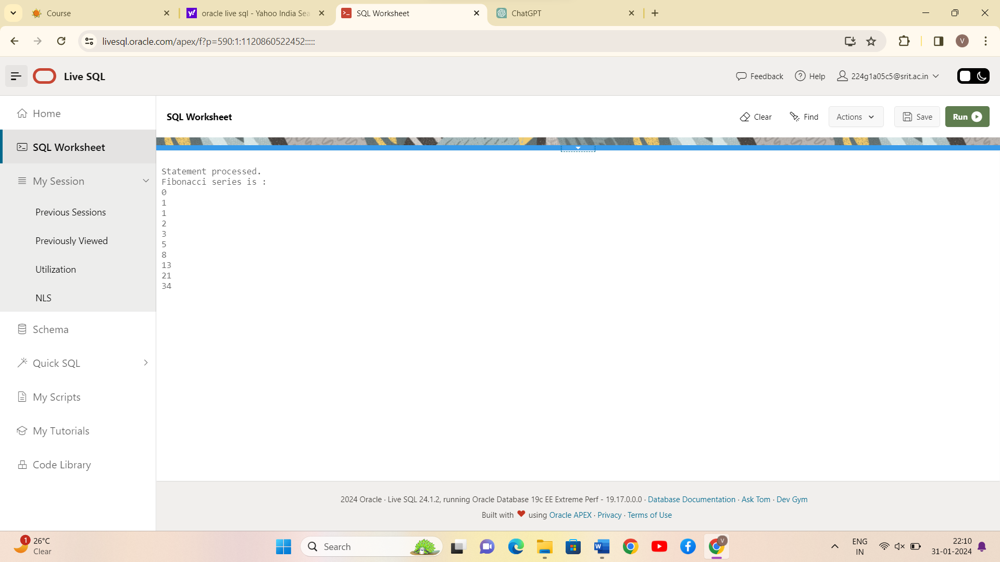 Course
oracle live sql - Yahoo India Sea
SQL Worksheet
ChatGPT
livesql.oracle.com/apex/f?p=590:1:1120860522452:::::
V
Live SQL
Feedback
Help
224g1a05c5@srit.ac.in
Home
SQL Worksheet
My Session
Previous Sessions
Previously Viewed
Utilization
NLS
Schema
Quick SQL
My Scripts
My Tutorials
Code Library
SQL Worksheet
Clear
Find
Actions
Save
Run
Statement processed.
Fibonacci series is :
0
1
1
2
3
5
8
13
21
34
2024 Oracle · Live SQL 24.1.2, running Oracle Database 19c EE Extreme Perf - 19.17.0.0.0 · Database Documentation · Ask Tom · Dev Gym
Built with ❤ using Oracle APEX · Privacy · Terms of Use
1
26°C
Clear
Search
W
V
ENG
IN
22:10
31-01-2024